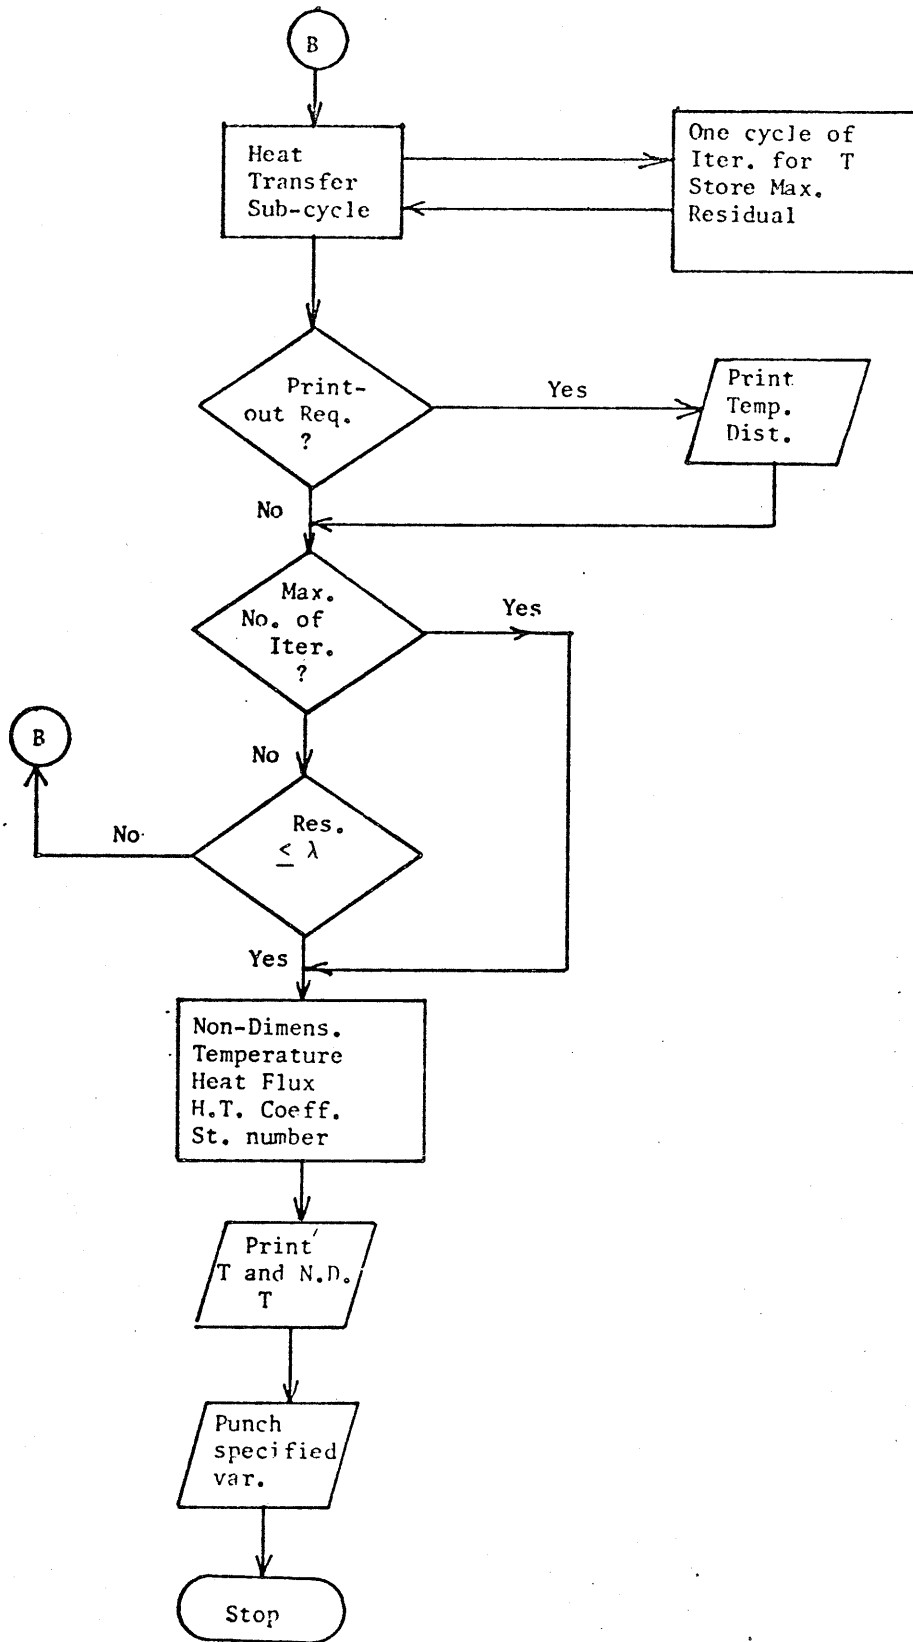 B
Heat
Transfer
Sub-cycle
One cycle of
Iter. for T
Store Max.
Residual
Print-
out Req.
?
Yes
Print
Temp.
Dist.
No
Max.
No. of
Iter.
?
Yes
B
No
No
Res.
≤ λ
Yes
Non-Dimens.
Temperature
Heat Flux
H.T. Coeff.
St. number
Print
T and N.D.
T
Punch
specified
var.
Stop